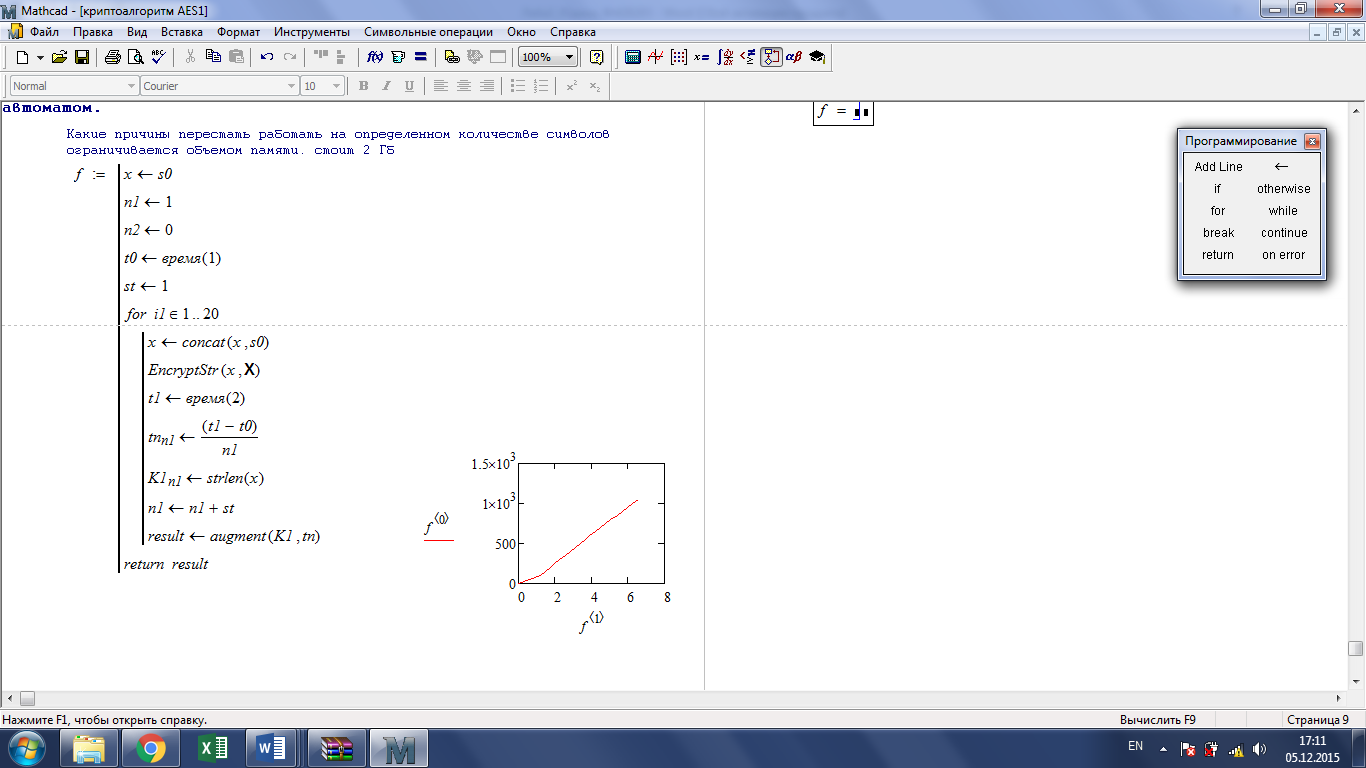 Mathcad - [криптоалгоритм AES1]
Файл Правка Вид Вставка Формат Инструменты Символьные операции Окно Справка
100%
f(x)
αβ
Normal Courier 10 B I U
автоматом.
Какие причины перестать работать на определенном количестве символов
ограничивается объемом памяти. стоит 2 Гб
f :=
x ← s0
n1 ← 1
n2 ← 0
t0 ← время(1)
st ← 1
for i1 ∈ 1 .. 20
x ← concat(x , s0)
EncryptStr(x , X)
t1 ← время(2)
tn n1 ← (t1 − t0) / n1
K1 n1 ← strlen(x)
n1 ← n1 + st
result ← augment(K1 , tn)
return result
f =
Программирование
Add Line ←
if otherwise
for while
break continue
return on error
1.5×10^3
1×10^3
500
0
f^⟨0⟩
0 2 4 6 8
f^⟨1⟩
Нажмите F1, чтобы открыть справку. Вычислить F9 Страница 9
EN 17:11
05.12.2015